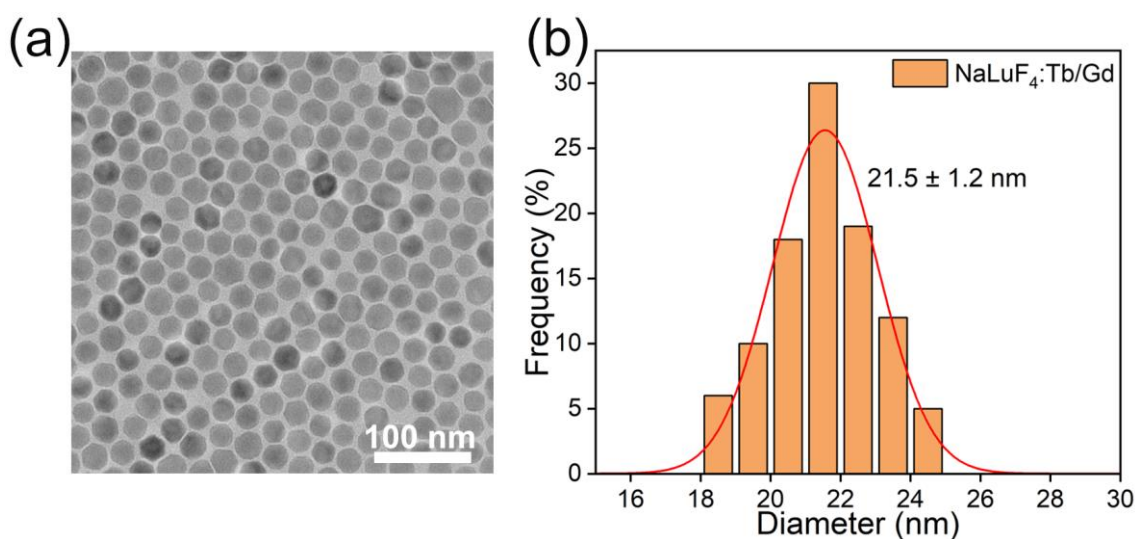 (a)
100 nm
(b)
NaLuF₄:Tb/Gd
21.5 ± 1.2 nm
Frequency (%)
30
25
20
15
10
5
0
16 18 20 22 24 26 28 30
Diameter (nm)